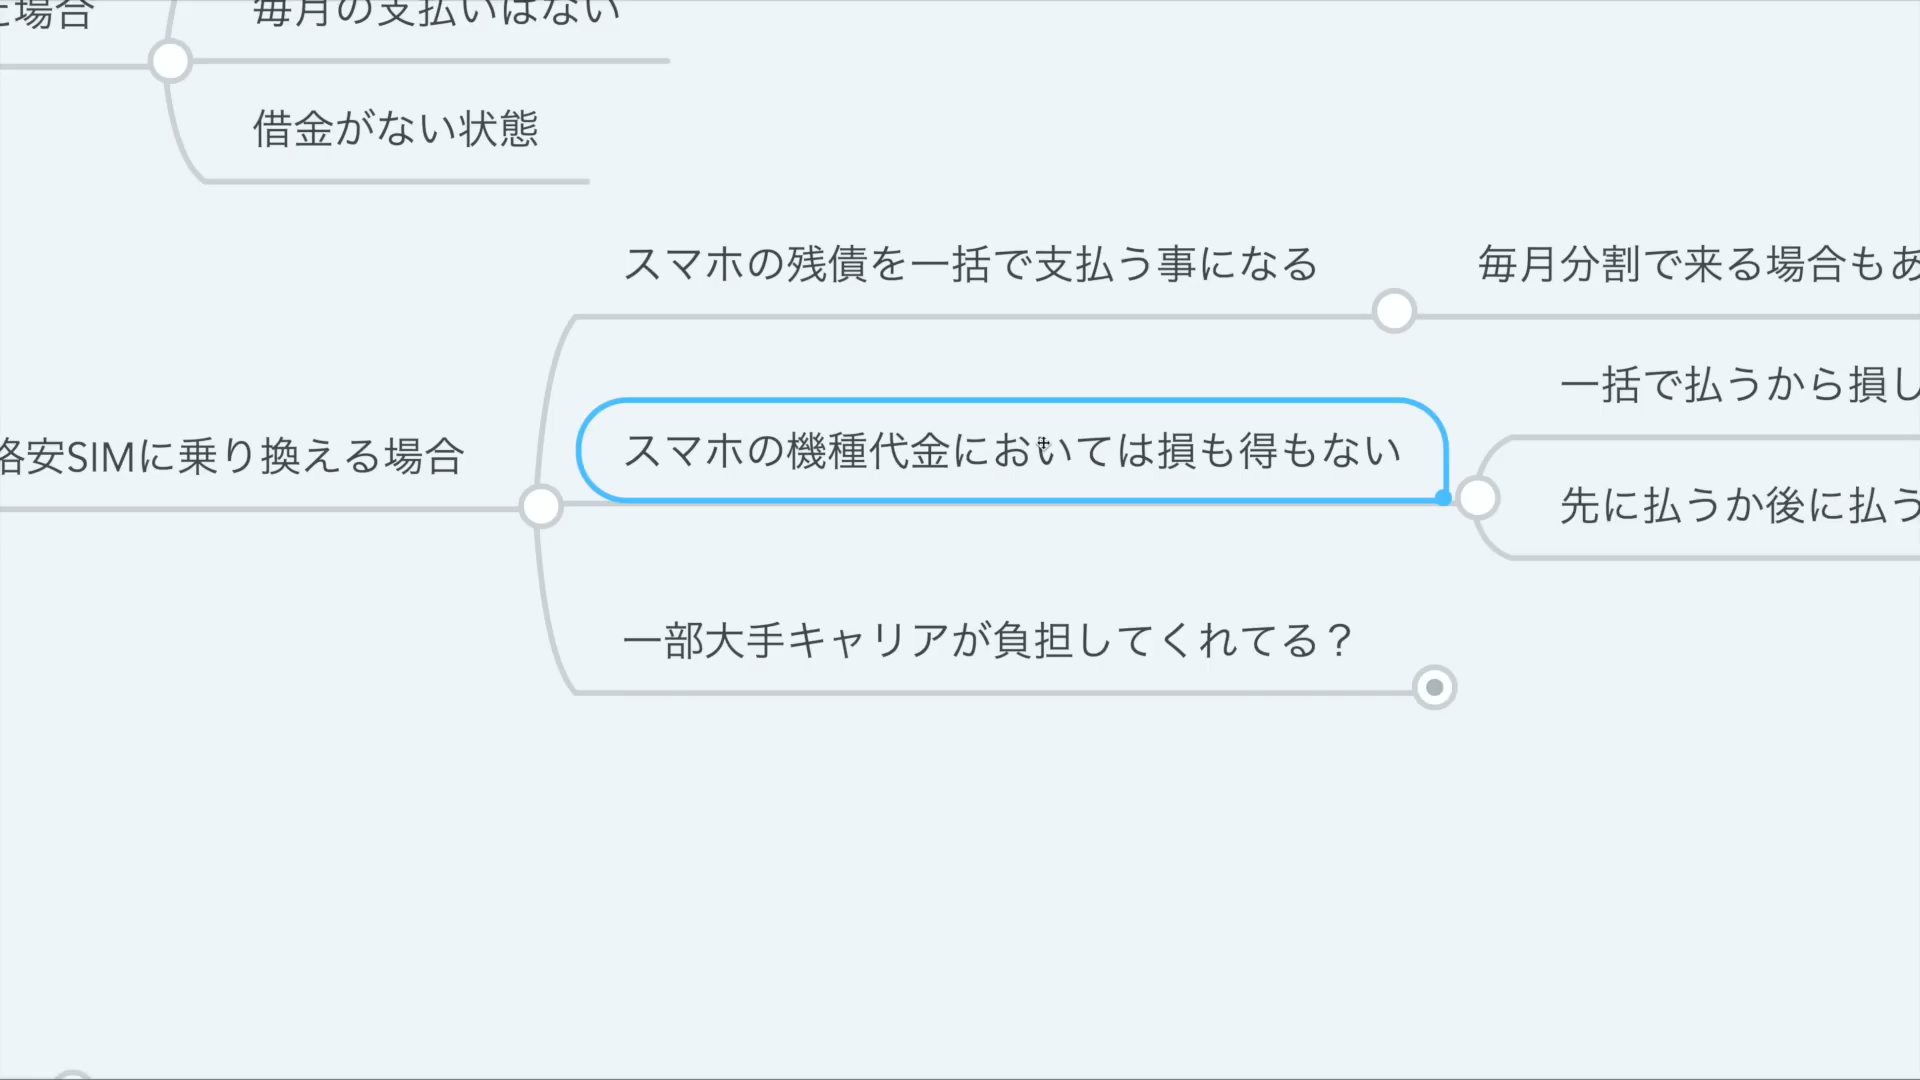 た場合
毎月の支払いはない
借金がない状態
スマホの残債を一括で支払う事になる
毎月分割で来る場合もあ
一括で払うから損し
格安SIMに乗り換える場合
スマホの機種代金においては損も得もない
先に払うか後に払う
一部大手キャリアが負担してくれてる？